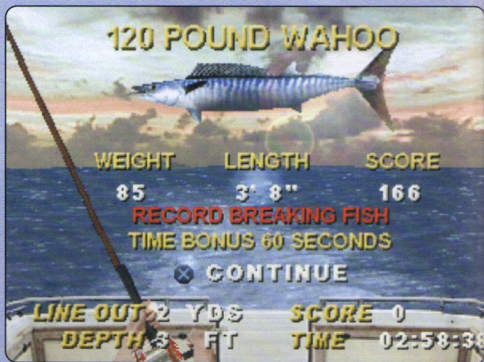 120 POUND WAHOO
WEIGHT LENGTH SCORE
85 3' 8" 166
RECORD BREAKING FISH
TIME BONUS 60 SECONDS
CONTINUE
LINE OUT 2 YDS SCORE 0
DEPTH 3 FT TIME 02:58:38